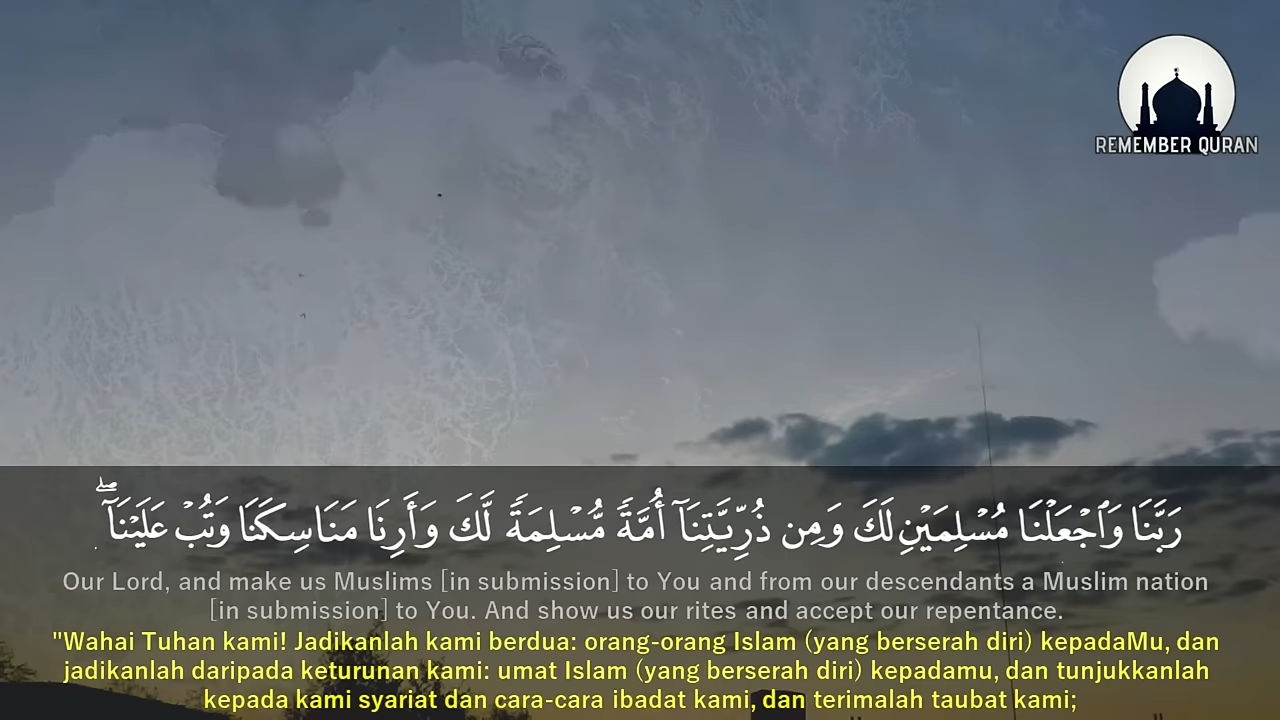 REMEMBER QURAN
رَبَّنَا وَٱجْعَلْنَا مُسْلِمَيْنِ لَكَ وَمِن ذُرِّيَّتِنَآ أُمَّةً مُّسْلِمَةً لَّكَ وَأَرِنَا مَنَاسِكَنَا وَتُبْ عَلَيْنَآ ۖ
Our Lord, and make us Muslims [in submission] to You and from our descendants a Muslim nation
[in submission] to You. And show us our rites and accept our repentance.
"Wahai Tuhan kami! Jadikanlah kami berdua: orang-orang Islam (yang berserah diri) kepadaMu, dan
jadikanlah daripada keturunan kami: umat Islam (yang berserah diri) kepadamu, dan tunjukkanlah
kepada kami syariat dan cara-cara ibadat kami, dan terimalah taubat kami;